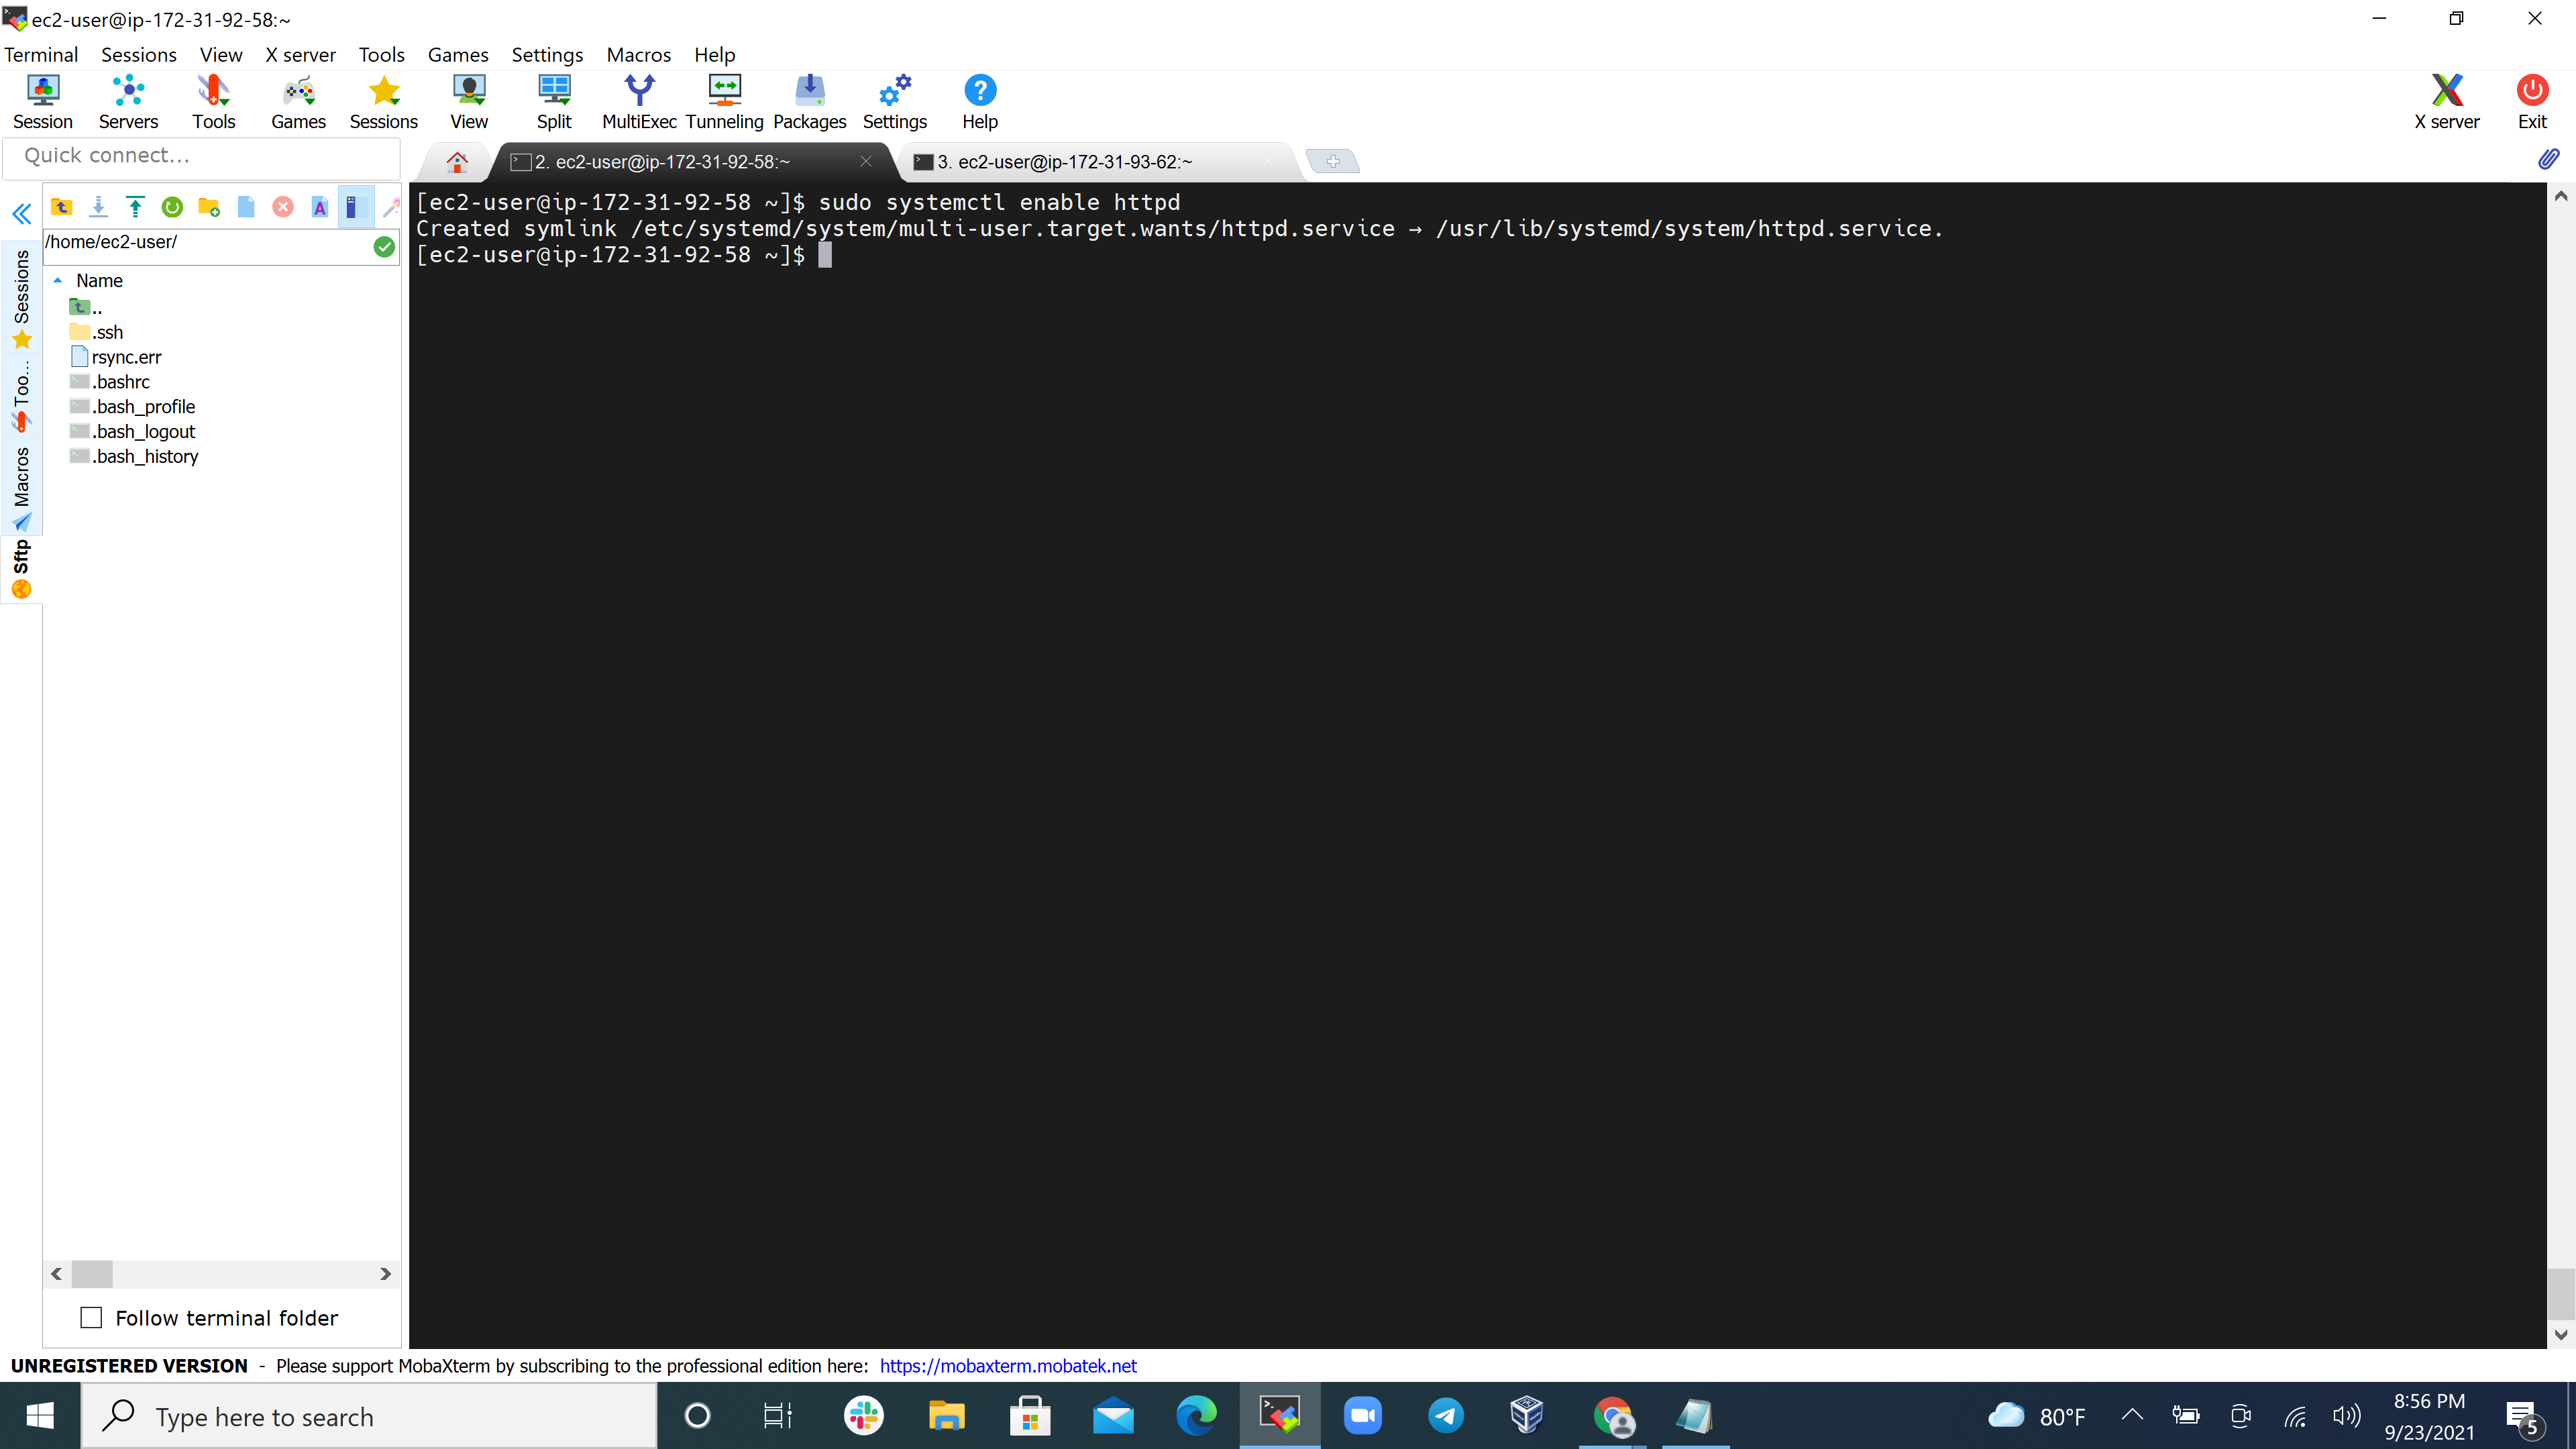 ec2-user@ip-172-31-92-58:~
Terminal Sessions View X server Tools Games Settings Macros Help
Session Servers Tools Games Sessions View Split MultiExec Tunneling Packages Settings Help X server Exit
Quick connect...
2. ec2-user@ip-172-31-92-58:~
3. ec2-user@ip-172-31-93-62:~
/home/ec2-user/
Name
..
.ssh
rsync.err
.bashrc
.bash_profile
.bash_logout
.bash_history
Sessions
Too...
Macros
Sftp
[ec2-user@ip-172-31-92-58 ~]$ sudo systemctl enable httpd
Created symlink /etc/systemd/system/multi-user.target.wants/httpd.service → /usr/lib/systemd/system/httpd.service.
[ec2-user@ip-172-31-92-58 ~]$
Follow terminal folder
UNREGISTERED VERSION - Please support MobaXterm by subscribing to the professional edition here: https://mobaxterm.mobatek.net
Type here to search
80°F
8:56 PM
9/23/2021
5